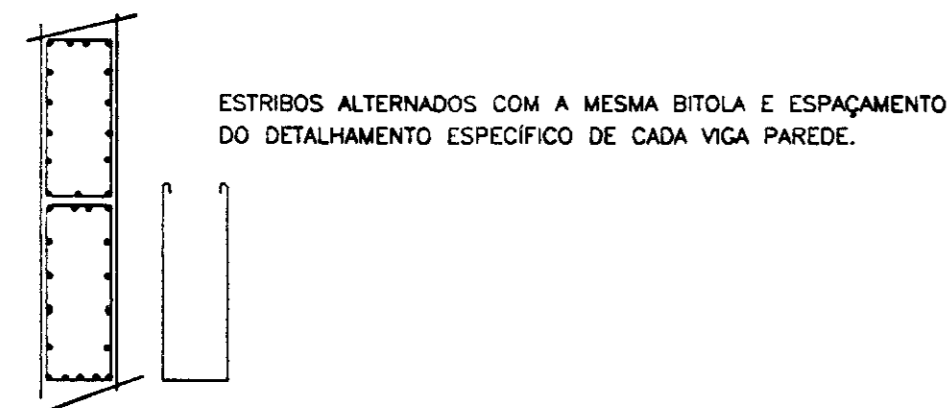 ESTRIBOS ALTERNADOS COM A MESMA BITOLA E ESPAÇAMENTO
DO DETALHAMENTO ESPECÍFICO DE CADA VIGA PAREDE.